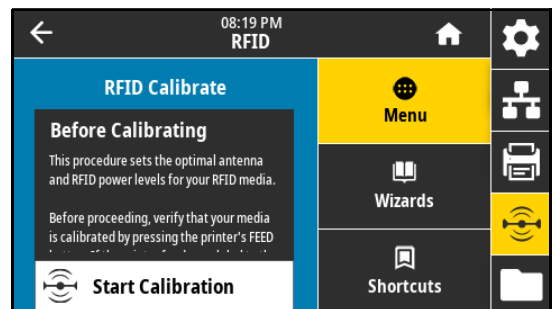 08:19 PM
RFID
RFID Calibrate
Before Calibrating
This procedure sets the optimal antenna
and RFID power levels for your RFID media.
Before proceeding, verify that your media
is calibrated by pressing the printer's FEED
Start Calibration
Menu
Wizards
Shortcuts